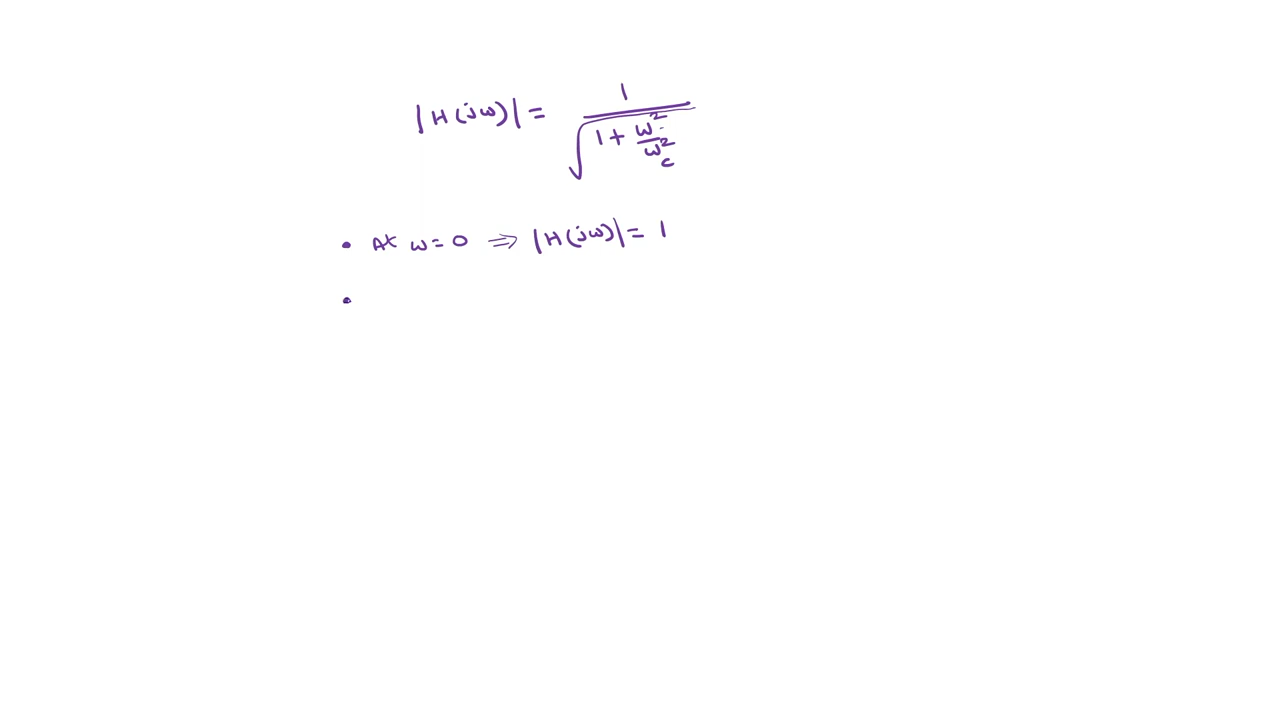 |H(jω)| = 1 / √(1 + ω²/ω_c²)
• At ω = 0 ⇒ |H(jω)| = 1
•